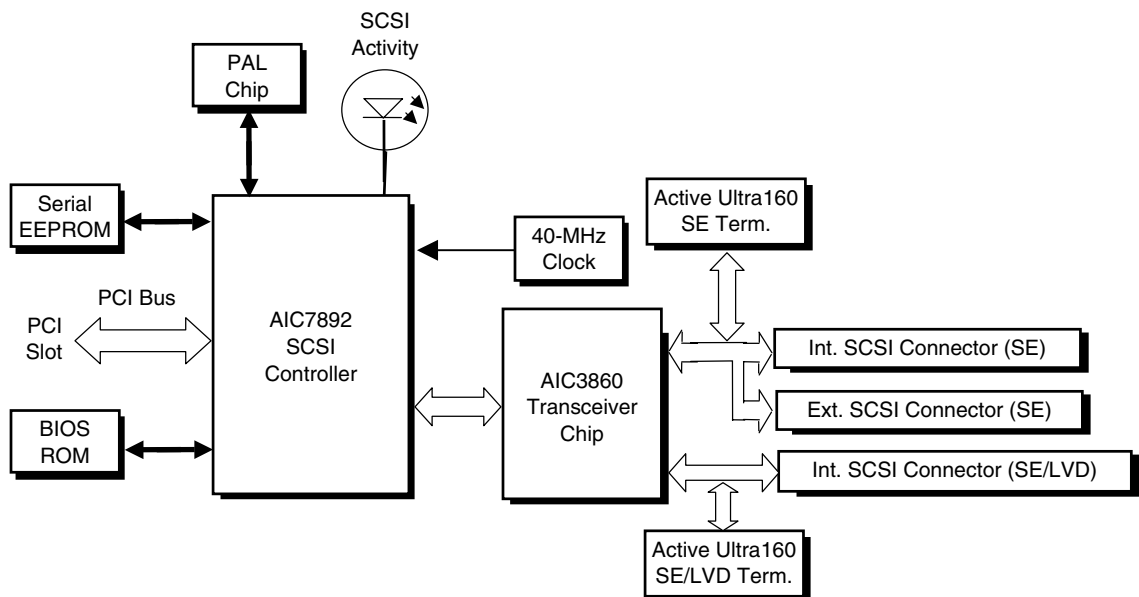 SCSI
Activity
PAL
Chip
Serial
EEPROM
Active Ultra160
SE Term.
40-MHz
Clock
PCI Bus
PCI
Slot
AIC7892
SCSI
Controller
AIC3860
Transceiver
Chip
Int. SCSI Connector (SE)
Ext. SCSI Connector (SE)
BIOS
ROM
Int. SCSI Connector (SE/LVD)
Active Ultra160
SE/LVD Term.